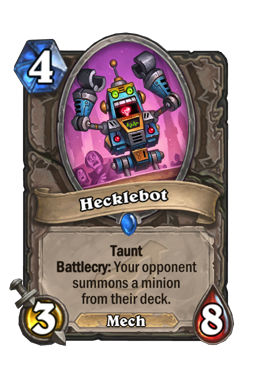 4
Hecklebot
Taunt
Battlecry: Your opponent
summons a minion
from their deck.
3
Mech
8